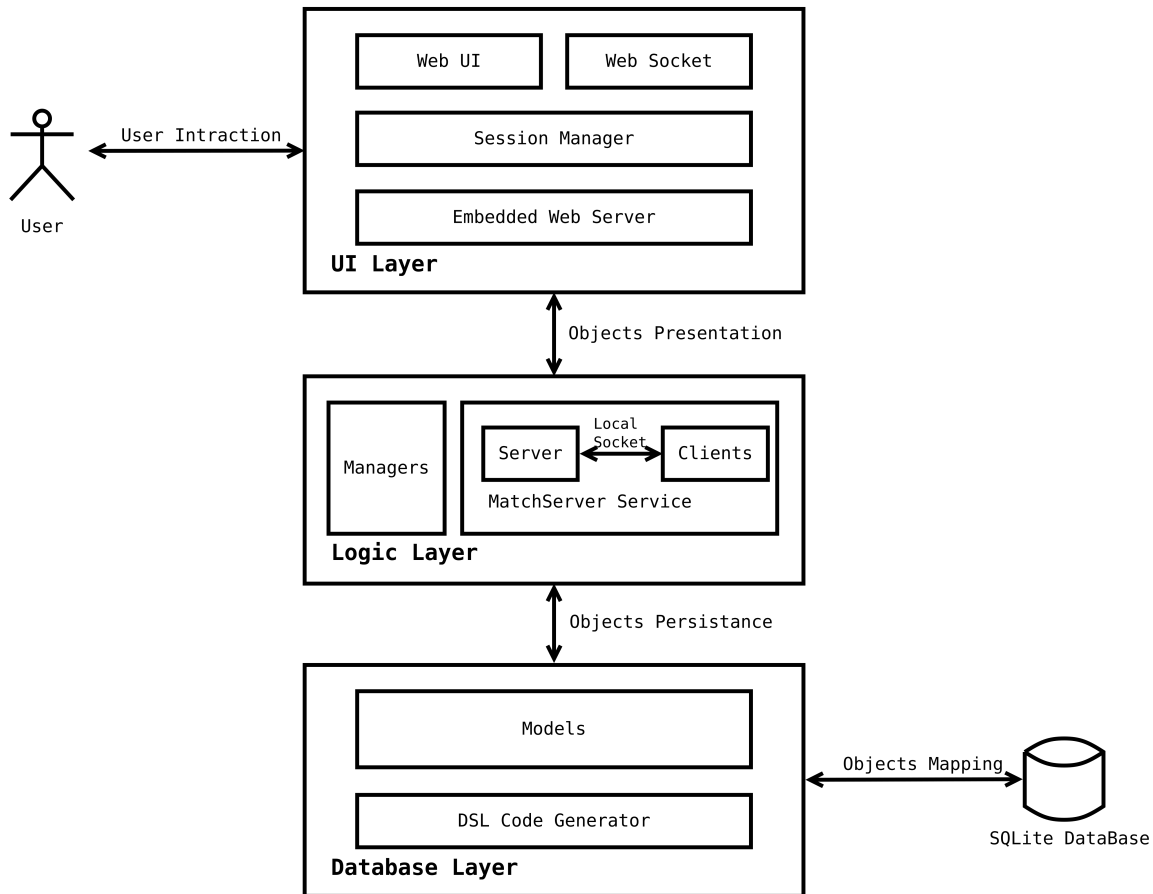 Web UI
Web Socket
User Intraction
Session Manager
User
Embedded Web Server
UI Layer
Objects Presentation
Local
Socket
Managers
Server
Clients
MatchServer Service
Logic Layer
Objects Persistance
Models
Objects Mapping
DSL Code Generator
SQLite DataBase
Database Layer